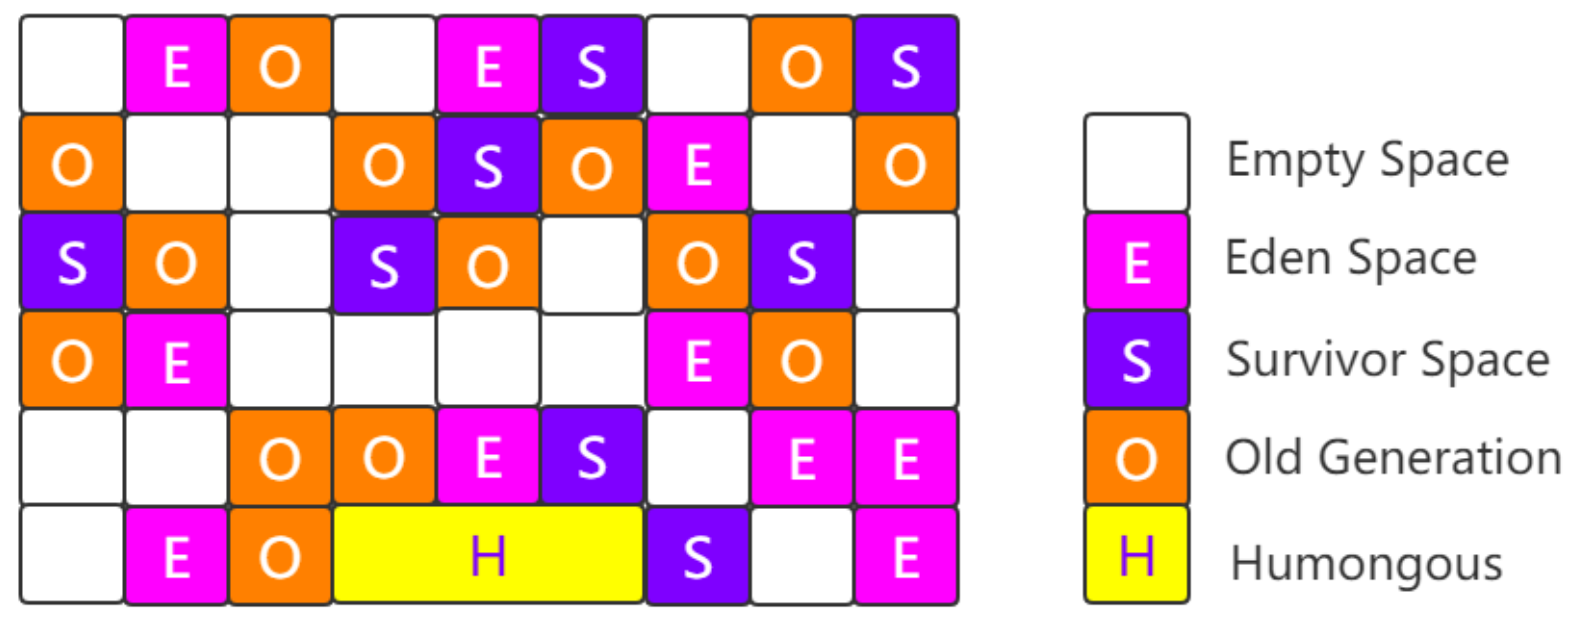 E O E S O S
O O S O E O
S O S O O S
O E E O
O O E S E E
E O H S E
Empty Space
E Eden Space
S Survivor Space
O Old Generation
H Humongous